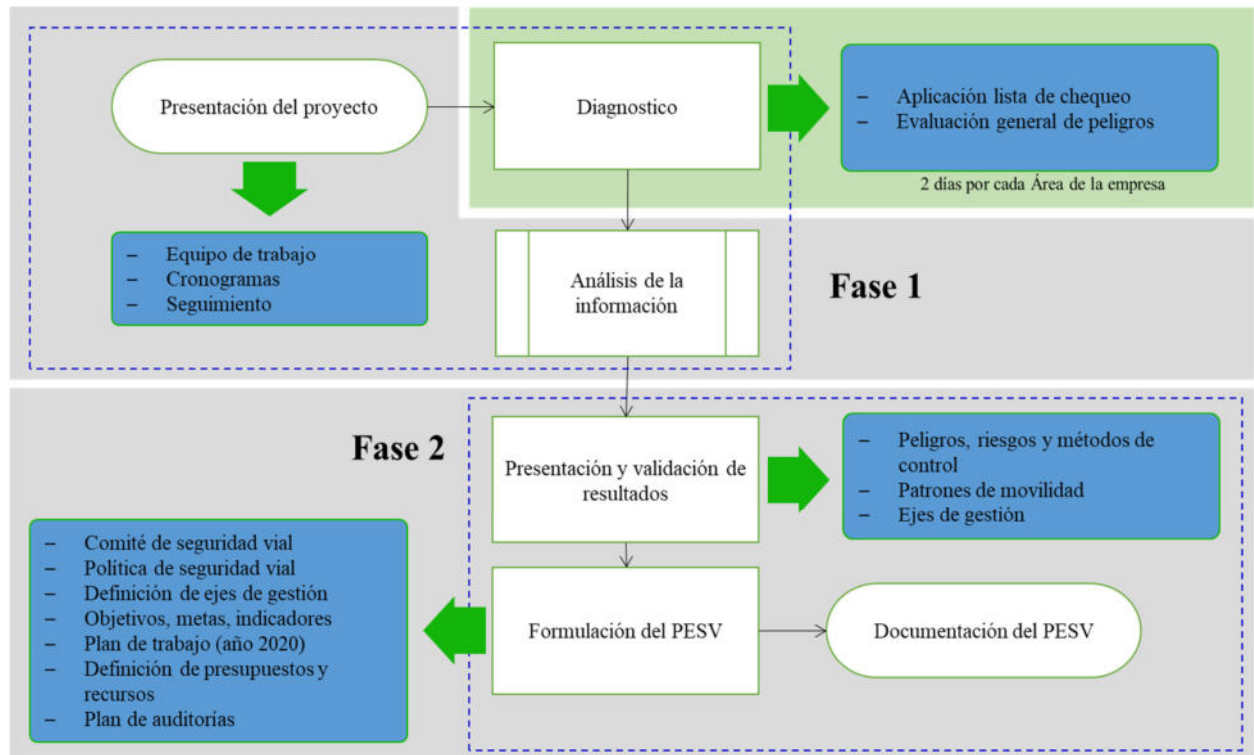 Presentación del proyecto
Diagnostico
– Aplicación lista de chequeo
– Evaluación general de peligros
2 días por cada Área de la empresa
– Equipo de trabajo
– Cronogramas
– Seguimiento
Análisis de la
información
Fase 1
Fase 2
Presentación y validación de
resultados
– Peligros, riesgos y métodos de
control
– Patrones de movilidad
– Ejes de gestión
– Comité de seguridad vial
– Política de seguridad vial
– Definición de ejes de gestión
– Objetivos, metas, indicadores
– Plan de trabajo (año 2020)
– Definición de presupuestos y
recursos
– Plan de auditorías
Formulación del PESV
Documentación del PESV